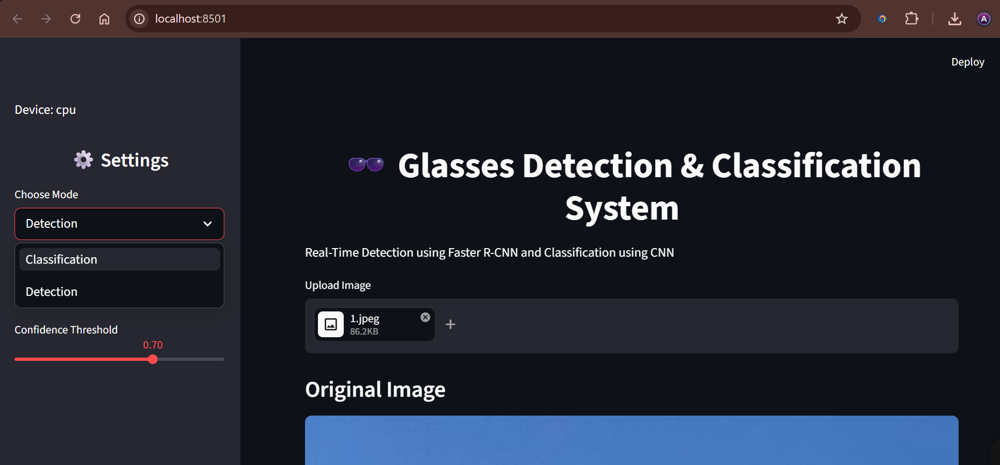 localhost:8501
A
Deploy
Device: cpu
Settings
Choose Mode
Detection
Classification
Detection
Confidence Threshold
0.70
Glasses Detection & Classification
System
Real-Time Detection using Faster R-CNN and Classification using CNN
Upload Image
1.jpeg
86.2KB
Original Image